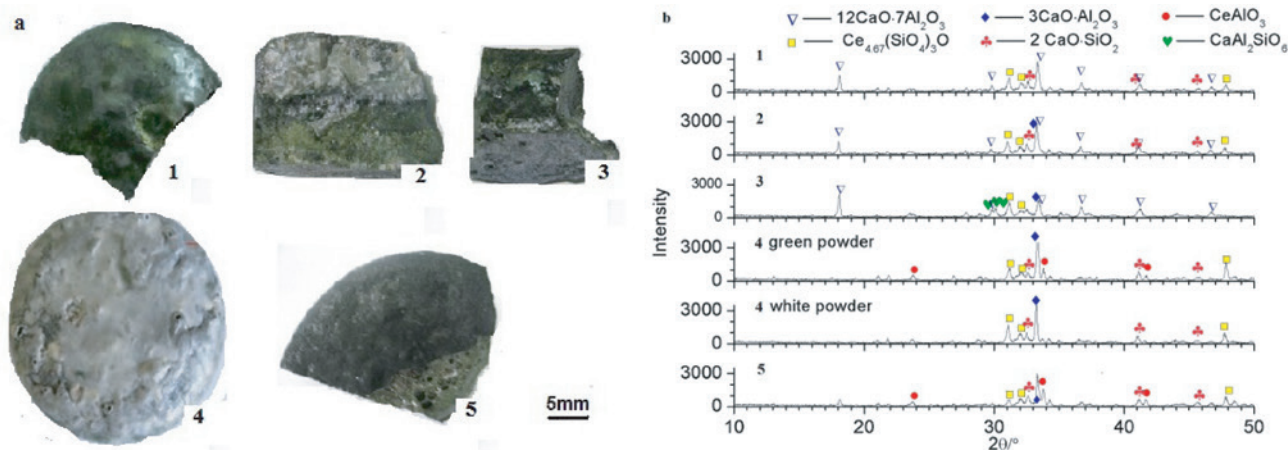 a
1
2
3
4
5
5mm
b
12CaO·7Al₂O₃ 3CaO·Al₂O₃ CeAlO₃
Ce₄.₆₇(SiO₄)₃O 2 CaO·SiO₂ CaAl₂SiO₆
3000
0
1
3000
0
2
3000
0
3
3000
0
4 green powder
3000
0
4 white powder
3000
0
5
Intensity
10 20 30 40 50
2θ/°